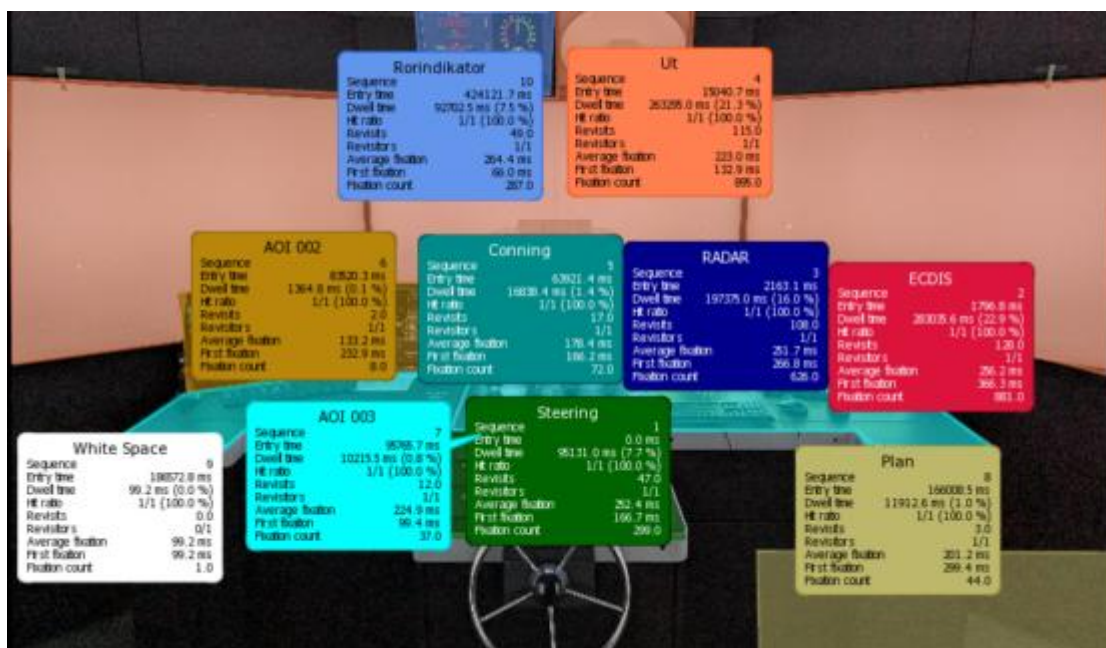 Rorindikator
Sequence 10
Entry time 424121.7 ms
Dwell time 92702.5 ms (7.5 %)
Hit ratio 1/1 (100.0 %)
Revisits 49.0
Revisitors 1/1
Average fixation 264.4 ms
First fixation 66.0 ms
Fixation count 287.0
Ut
Sequence 4
Entry time 15040.7 ms
Dwell time 263285.0 ms (21.3 %)
Hit ratio 1/1 (100.0 %)
Revisits 115.0
Revisitors 1/1
Average fixation 223.0 ms
First fixation 132.9 ms
Fixation count 895.0
AOI 002
Sequence 6
Entry time 83520.3 ms
Dwell time 1364.8 ms (0.1 %)
Hit ratio 1/1 (100.0 %)
Revisits 2.0
Revisitors 1/1
Average fixation 133.2 ms
First fixation 232.9 ms
Fixation count 8.0
Conning
Sequence 5
Entry time 63921.4 ms
Dwell time 16838.4 ms (1.4 %)
Hit ratio 1/1 (100.0 %)
Revisits 17.0
Revisitors 1/1
Average fixation 178.4 ms
First fixation 166.2 ms
Fixation count 72.0
RADAR
Sequence 3
Entry time 2163.1 ms
Dwell time 197375.0 ms (16.0 %)
Hit ratio 1/1 (100.0 %)
Revisits 108.0
Revisitors 1/1
Average fixation 251.7 ms
First fixation 266.8 ms
Fixation count 626.0
ECDIS
Sequence 2
Entry time 1796.8 ms
Dwell time 283035.6 ms (22.9 %)
Hit ratio 1/1 (100.0 %)
Revisits 128.0
Revisitors 1/1
Average fixation 256.2 ms
First fixation 366.3 ms
Fixation count 881.0
White Space
Sequence 9
Entry time 186572.8 ms
Dwell time 99.2 ms (0.0 %)
Hit ratio 1/1 (100.0 %)
Revisits 0.0
Revisitors 0/1
Average fixation 99.2 ms
First fixation 99.2 ms
Fixation count 1.0
AOI 003
Sequence 7
Entry time 95765.7 ms
Dwell time 10215.5 ms (0.8 %)
Hit ratio 1/1 (100.0 %)
Revisits 12.0
Revisitors 1/1
Average fixation 224.9 ms
First fixation 99.4 ms
Fixation count 37.0
Steering
Sequence 1
Entry time 0.0 ms
Dwell time 95131.0 ms (7.7 %)
Hit ratio 1/1 (100.0 %)
Revisits 47.0
Revisitors 1/1
Average fixation 252.4 ms
First fixation 166.7 ms
Fixation count 299.0
Plan
Sequence 8
Entry time 166008.5 ms
Dwell time 11912.6 ms (1.0 %)
Hit ratio 1/1 (100.0 %)
Revisits 3.0
Revisitors 1/1
Average fixation 201.2 ms
First fixation 299.4 ms
Fixation count 44.0